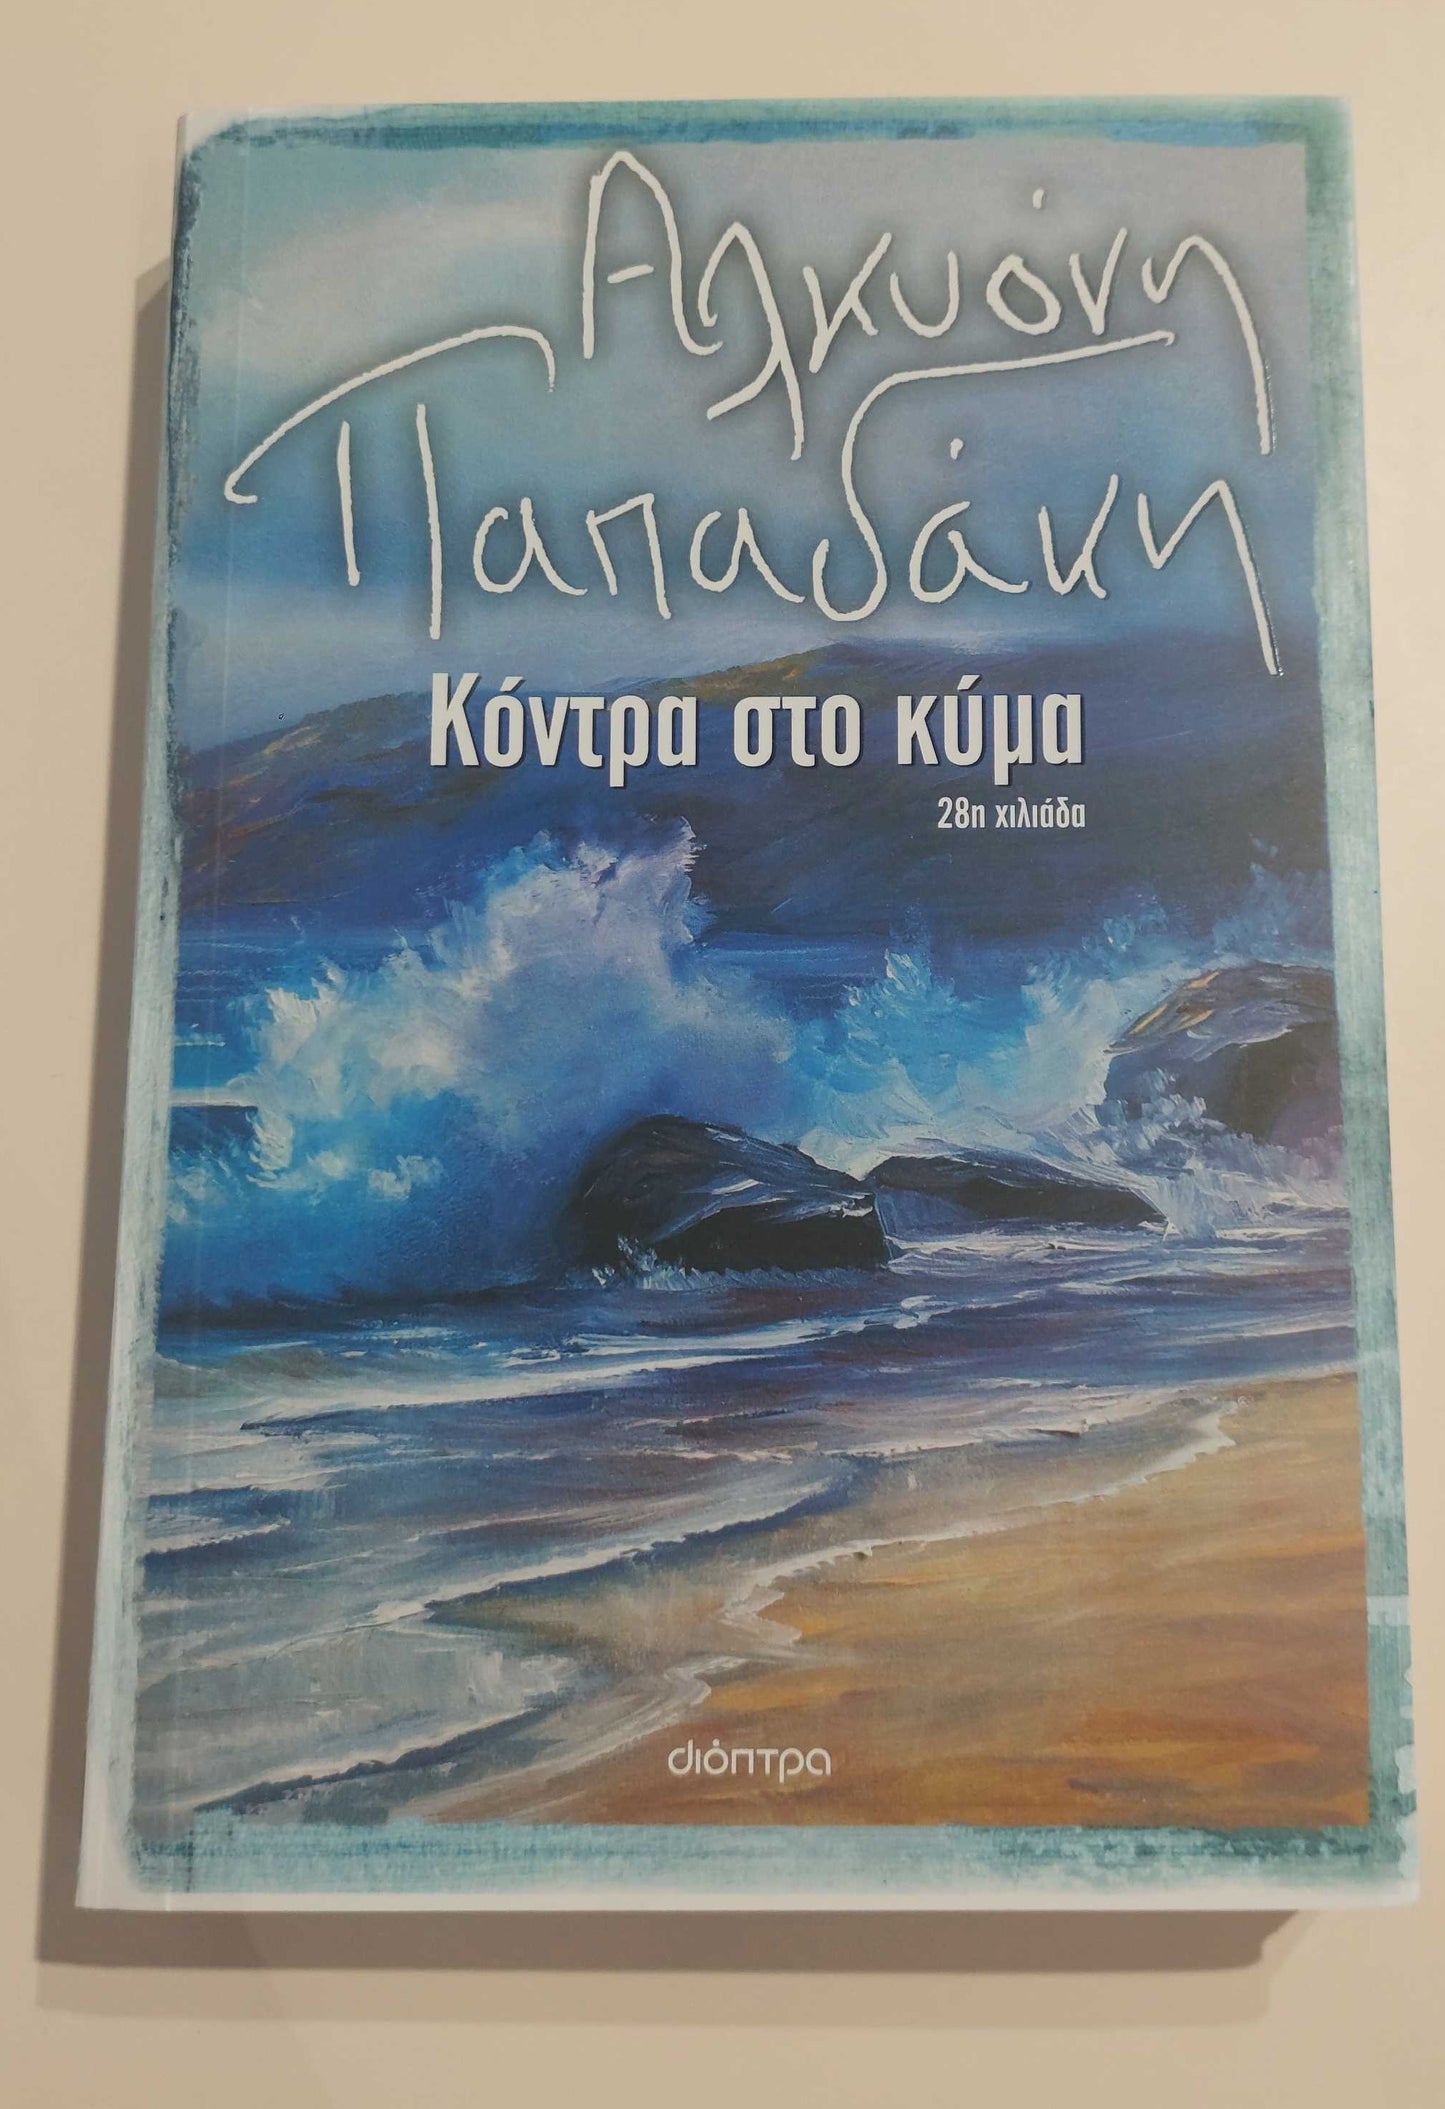 Αλκυόνη
Παπαδάκη
Κόντρα στο κύμα
28η χιλιάδα
διόπτρα